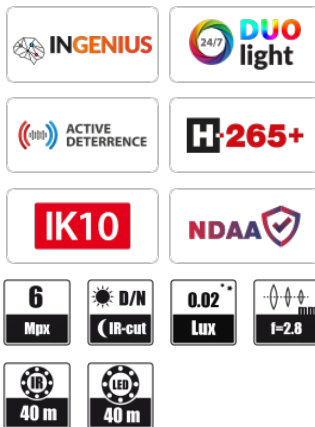 INGENIUS
24/7 DUO
light
ACTIVE
DETERRENCE
H.265+
IK10
NDAA
6
Mpx
D/N
IR-cut
0.02
Lux
mm
f=2.8
IR
40 m
LED
40 m